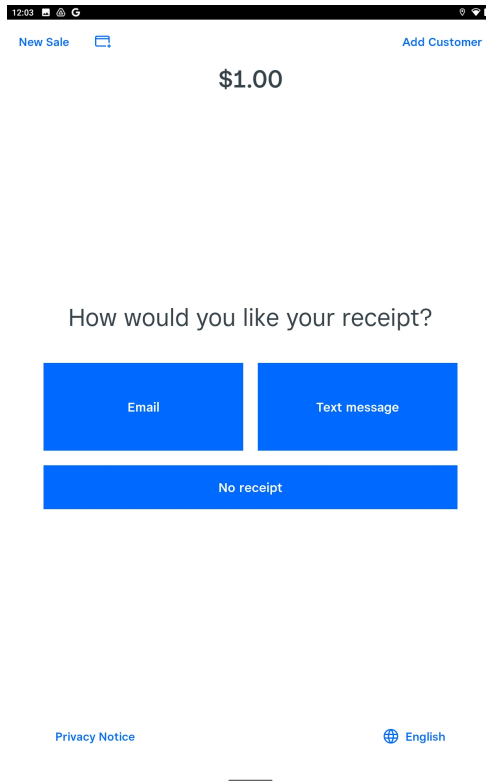 12:03 G
New Sale Add Customer
$1.00
How would you like your receipt?
Email Text message
No receipt
Privacy Notice English